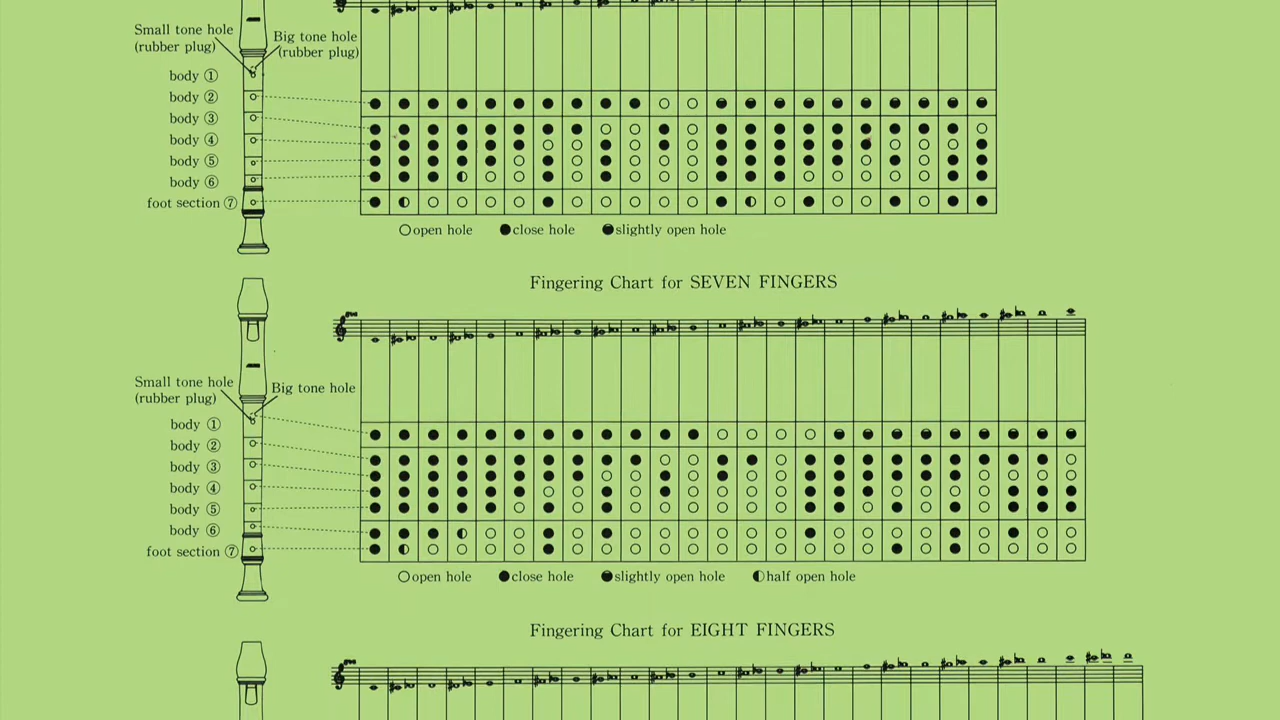 Small tone hole
(rubber plug)
Big tone hole
(rubber plug)
body ①
body ②
body ③
body ④
body ⑤
body ⑥
foot section ⑦
○open hole ●close hole slightly open hole
Fingering Chart for SEVEN FINGERS
8va
Small tone hole
(rubber plug)
Big tone hole
body ①
body ②
body ③
body ④
body ⑤
body ⑥
foot section ⑦
○open hole ●close hole slightly open hole half open hole
Fingering Chart for EIGHT FINGERS
8va